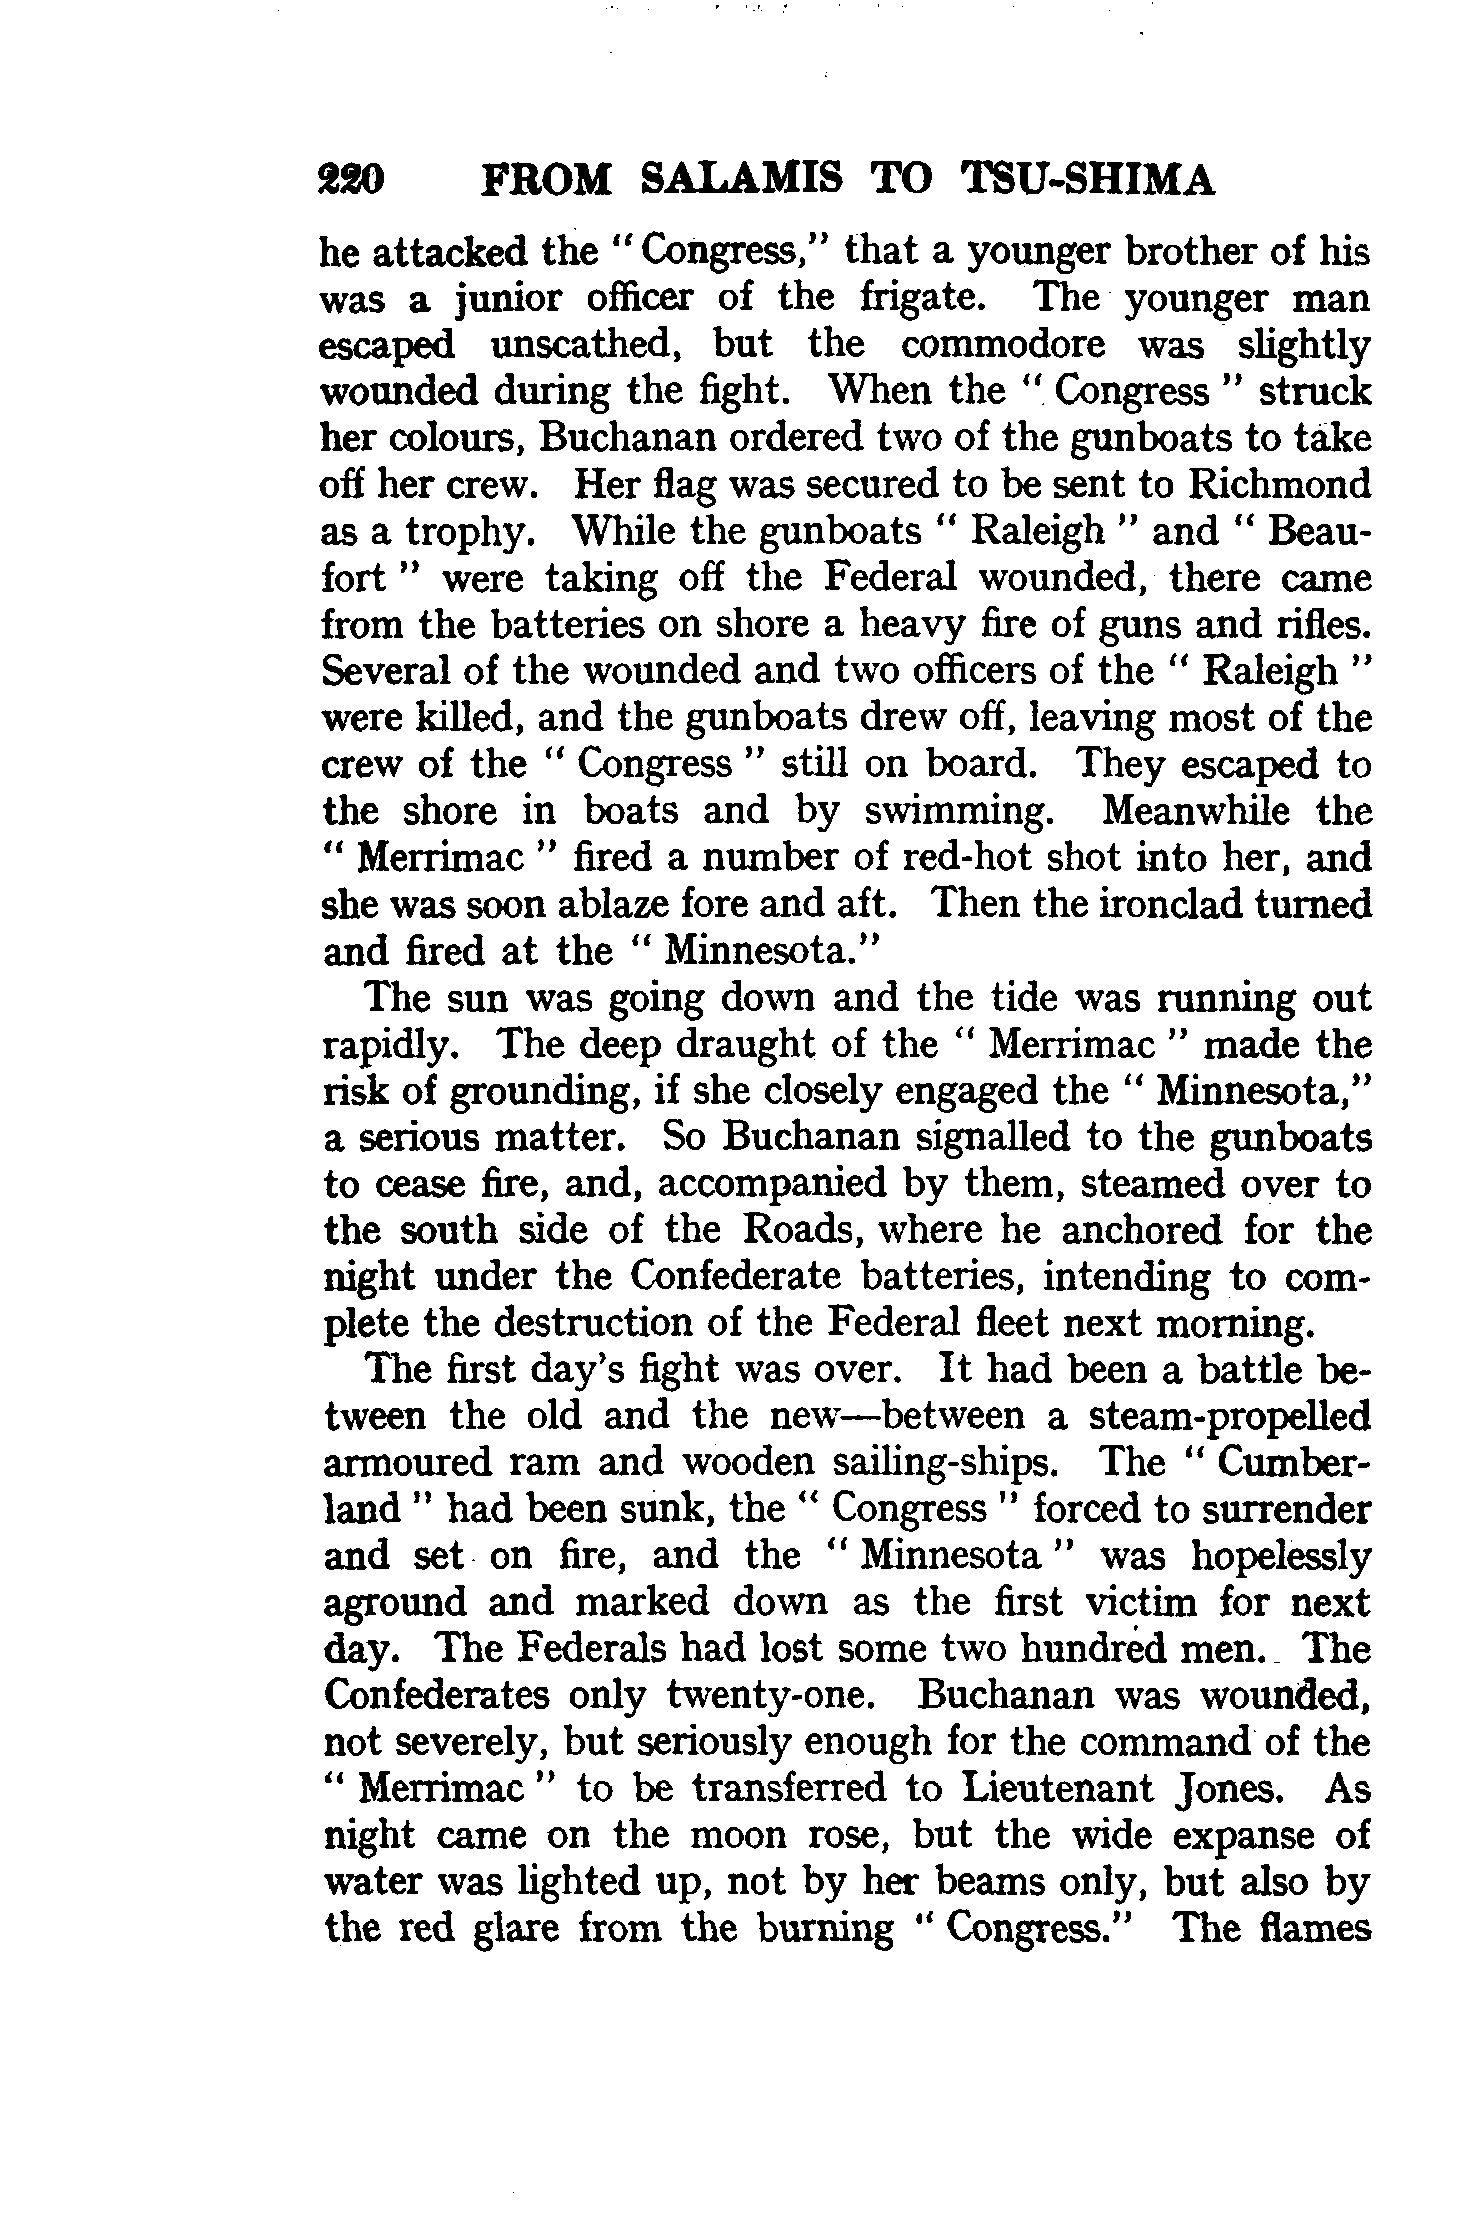 220 FROM SALAMIS TO TSU-SHIMA
he attacked the " Congress," that a younger brother of his
was a junior officer of the frigate. The younger man
escaped unscathed, but the commodore was slightly
wounded during the fight. When the " Congress " struck
her colours, Buchanan ordered two of the gunboats to take
off her crew. Her flag was secured to be sent to Richmond
as a trophy. While the gunboats " Raleigh " and " Beau-
fort " were taking off the Federal wounded, there came
from the batteries on shore a heavy fire of guns and rifles.
Several of the wounded and two officers of the " Raleigh "
were killed, and the gunboats drew off, leaving most of the
crew of the " Congress " still on board. They escaped to
the shore in boats and by swimming. Meanwhile the
" Merrimac " fired a number of red-hot shot into her, and
she was soon ablaze fore and aft. Then the ironclad turned
and fired at the " Minnesota."
The sun was going down and the tide was running out
rapidly. The deep draught of the " Merrimac " made the
risk of grounding, if she closely engaged the " Minnesota,"
a serious matter. So Buchanan signalled to the gunboats
to cease fire, and, accompanied by them, steamed over to
the south side of the Roads, where he anchored for the
night under the Confederate batteries, intending to com-
plete the destruction of the Federal fleet next morning.
The first day's fight was over. It had been a battle be-
tween the old and the new—between a steam-propelled
armoured ram and wooden sailing-ships. The " Cumber-
land " had been sunk, the " Congress " forced to surrender
and set on fire, and the " Minnesota " was hopelessly
aground and marked down as the first victim for next
day. The Federals had lost some two hundred men. The
Confederates only twenty-one. Buchanan was wounded,
not severely, but seriously enough for the command of the
" Merrimac " to be transferred to Lieutenant Jones. As
night came on the moon rose, but the wide expanse of
water was lighted up, not by her beams only, but also by
the red glare from the burning " Congress." The flames